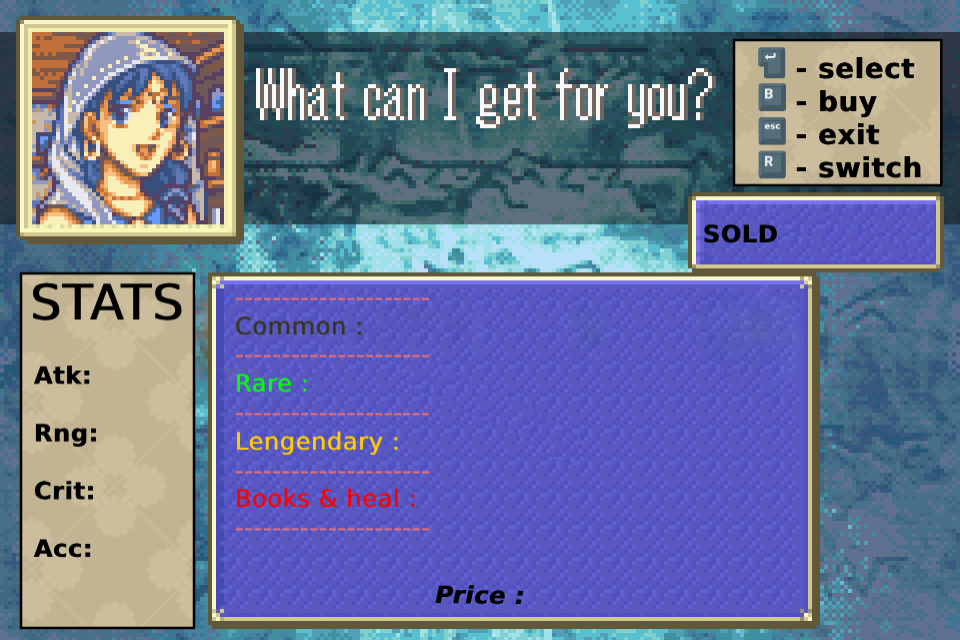 What can I get for you?
- select
B - buy
esc - exit
R - switch
SOLD
STATS
Atk:
Rng:
Crit:
Acc:
---------------------
Common :
---------------------
Rare :
---------------------
Lengendary :
---------------------
Books & heal :
---------------------
Price :